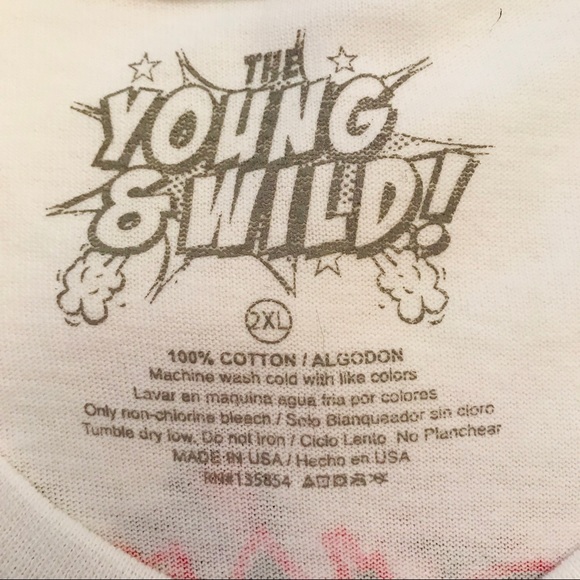 THE
YOUNG
& WILD!
2XL
100% COTTON / ALGODON
Machine wash cold with like colors
Lavar en maquina agua fria por colores
Only non-chlorine bleach / Solo Blanqueador sin cloro
Tumble dry low. Do not Iron / Ciclo Lento No Planchear
MADE IN USA / Hecho en USA
RN#135854